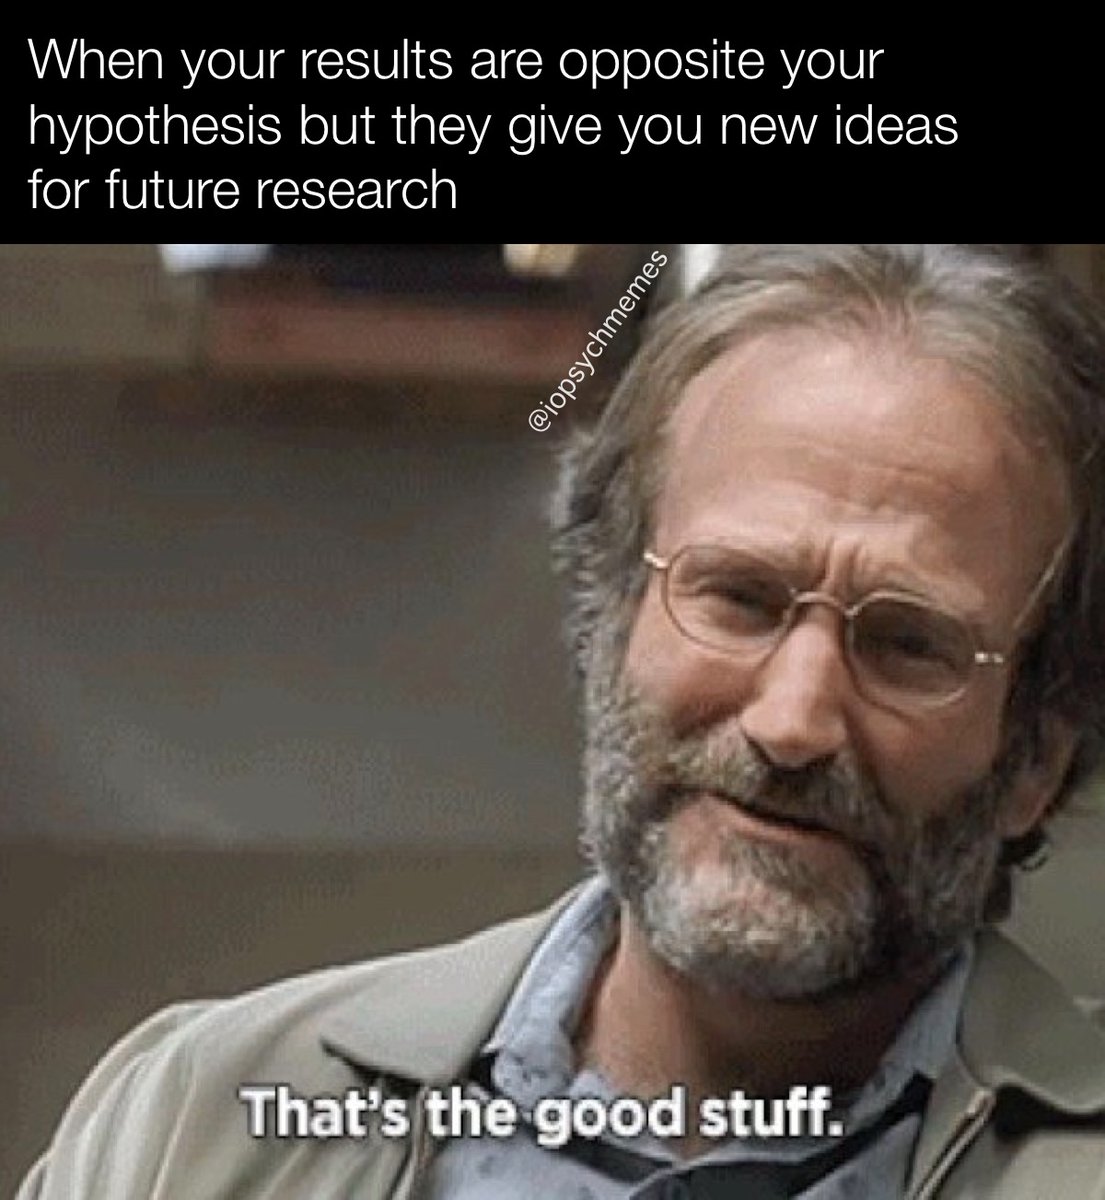 When your results are opposite your
hypothesis but they give you new ideas
for future research
@iopsychmemes
That's the good stuff.